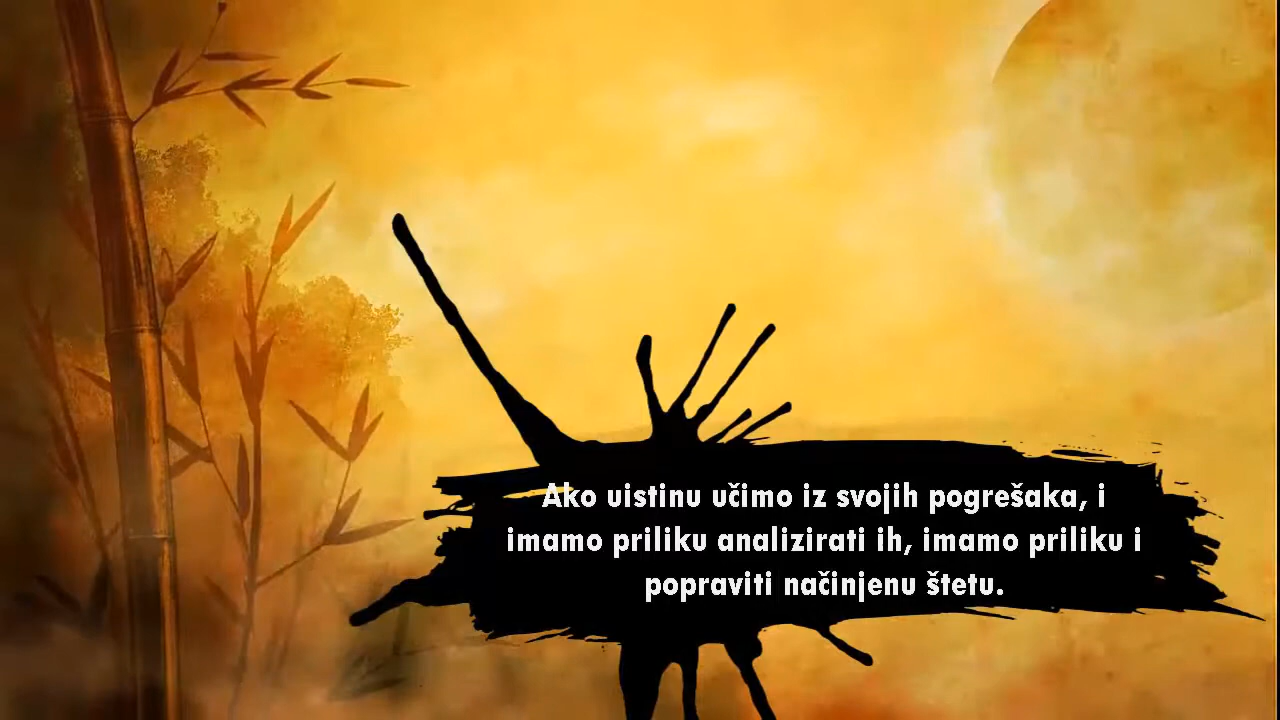 Ako uistinu učimo iz svojih pogrešaka, i
imamo priliku analizirati ih, imamo priliku i
popraviti načinjenu štetu.